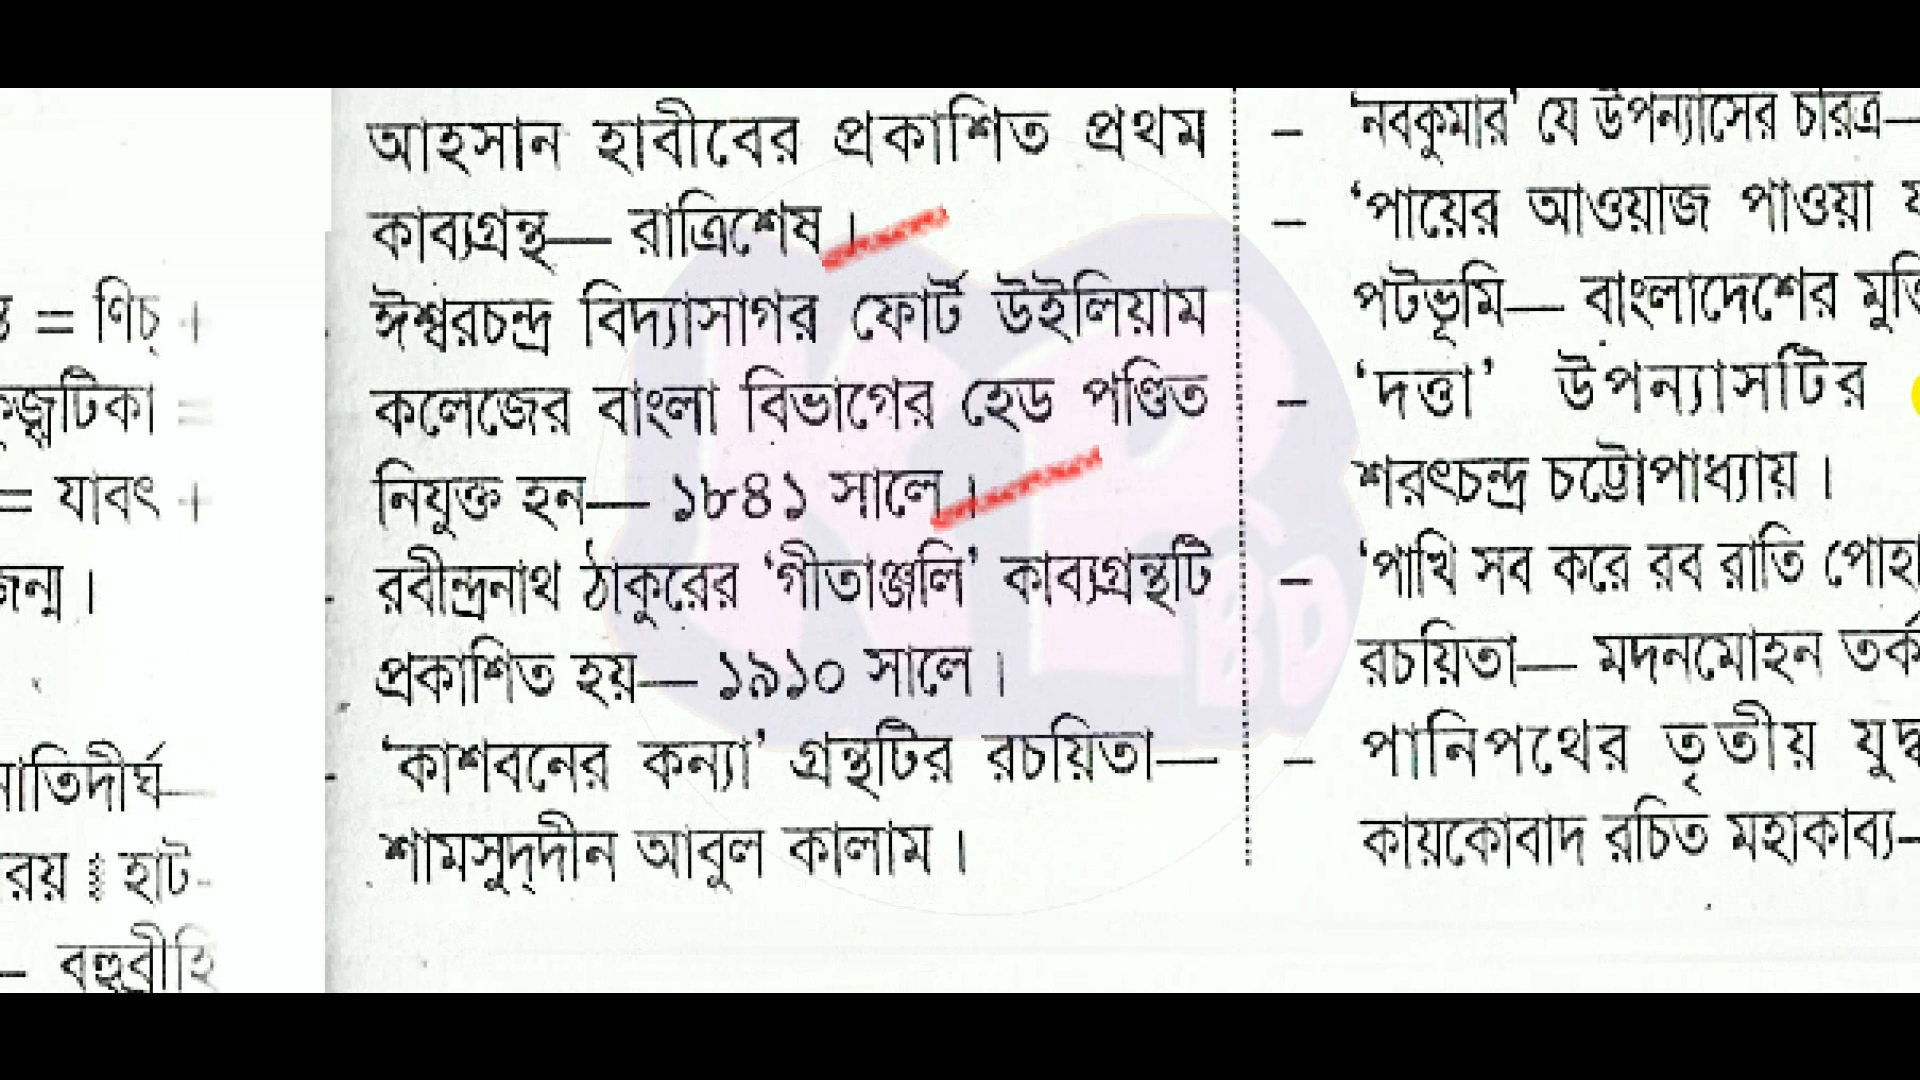 = ণিচ্ +
টিকা =
= যাবৎ +
জন্ম।
নাতিদীর্ঘ—
হাট-
– বহুব্রীহি
আহসান হাবীবের প্রকাশিত প্রথম
কাব্যগ্রন্থ— রাত্রিশেষ।
ঈশ্বরচন্দ্র বিদ্যাসাগর ফোর্ট উইলিয়াম
কলেজের বাংলা বিভাগের হেড পণ্ডিত
নিযুক্ত হন— ১৮৪১ সালে।
রবীন্দ্রনাথ ঠাকুরের ‘গীতাঞ্জলি’ কাব্যগ্রন্থটি
প্রকাশিত হয়— ১৯১০ সালে।
‘কাশবনের কন্যা’ গ্রন্থটির রচয়িতা—
শামসুদ্দীন আবুল কালাম।
– ‘নবকুমার’ যে উপন্যাসের চরিত্র—
– ‘পায়ের আওয়াজ পাওয়া
পটভূমি— বাংলাদেশের
– ‘দত্তা’ উপন্যাসটির
শরৎচন্দ্র চট্টোপাধ্যায়।
– ‘পাখি সব করে রব রাতি
রচয়িতা— মদনমোহন
– পানিপথের তৃতীয়
কায়কোবাদ রচিত মহাকাব্য—